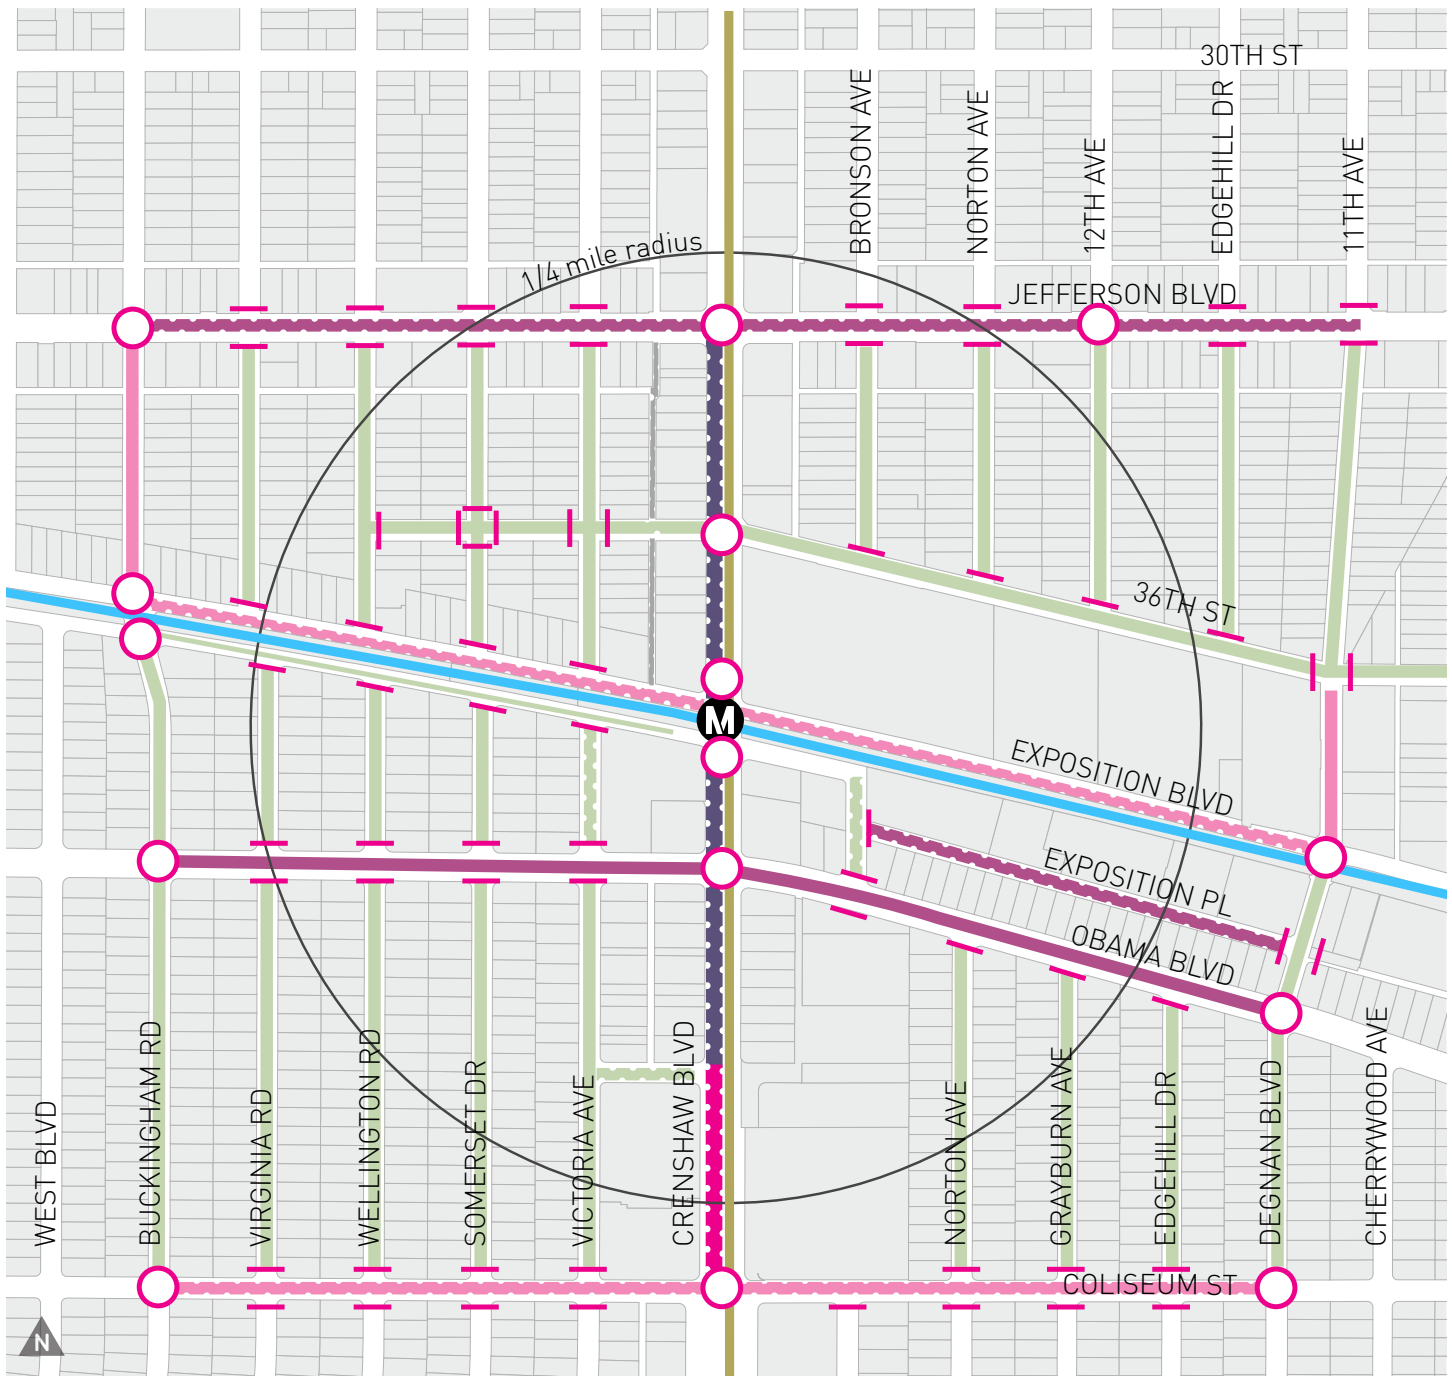 30TH ST
BRONSON AVE
NORTON AVE
12TH AVE
EDGEHILL DR
11TH AVE
1/4 mile radius
JEFFERSON BLVD
36TH ST
M
EXPOSITION BLVD
EXPOSITION PL
OBAMA BLVD
WEST BLVD
BUCKINGHAM RD
VIRGINIA RD
WELLINGTON RD
SOMERSET DR
VICTORIA AVE
CRENSHAW BLVD
NORTON AVE
GRAYBURN AVE
EDGEHILL DR
DEGNAN BLVD
CHERRYWOOD AVE
COLISEUM ST
N